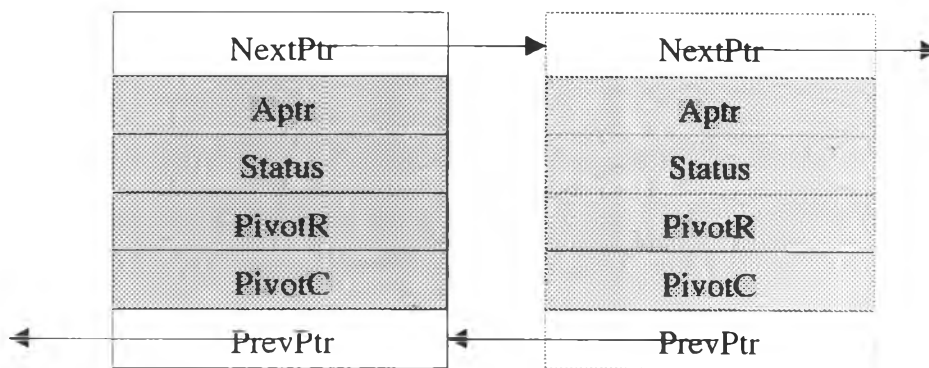 NextPtr
Aptr
Status
PivotR
PivotC
PrevPtr
NextPtr
Aptr
Status
PivotR
PivotC
PrevPtr